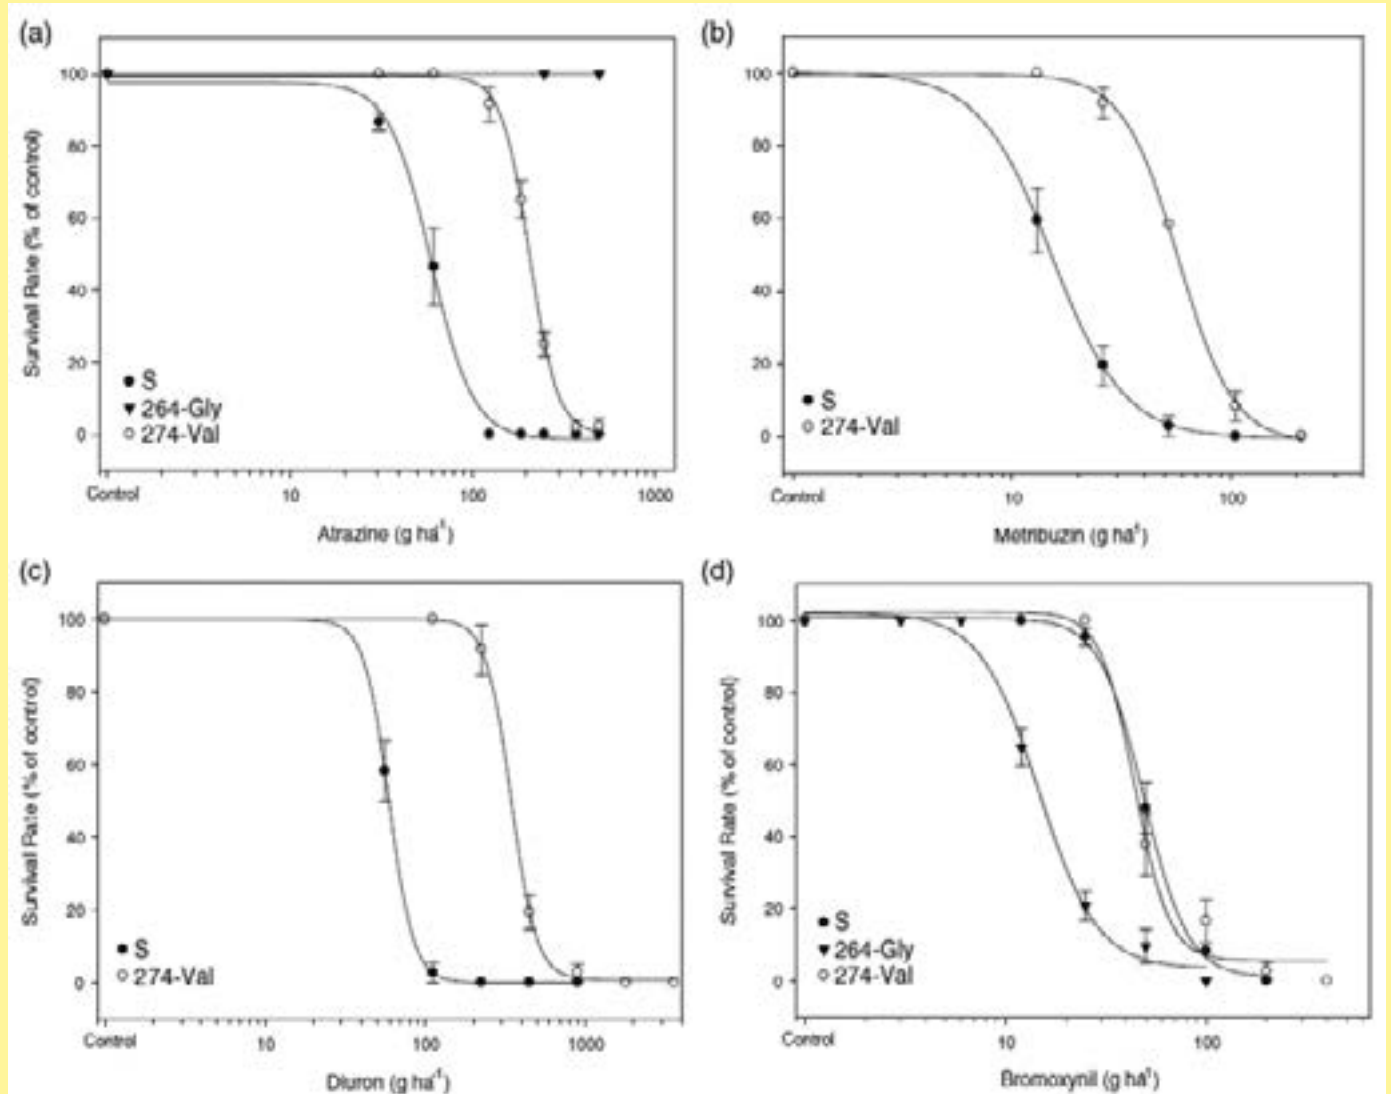 (a)
100
80
60
40
20
0
Survival Rate (% of control)
S
264-Gly
274-Val
Control 10 100 1000
Atrazine (g ha⁻¹)
(b)
100
80
60
40
20
0
S
274-Val
Control 10 100
Metribuzin (g ha⁻¹)
(c)
100
80
60
40
20
0
Survival Rate (% of control)
S
274-Val
Control 10 100 1000
Diuron (g ha⁻¹)
(d)
100
80
60
40
20
0
Survival Rate (% of control)
S
264-Gly
274-Val
Control 10 100
Bromoxynil (g ha⁻¹)